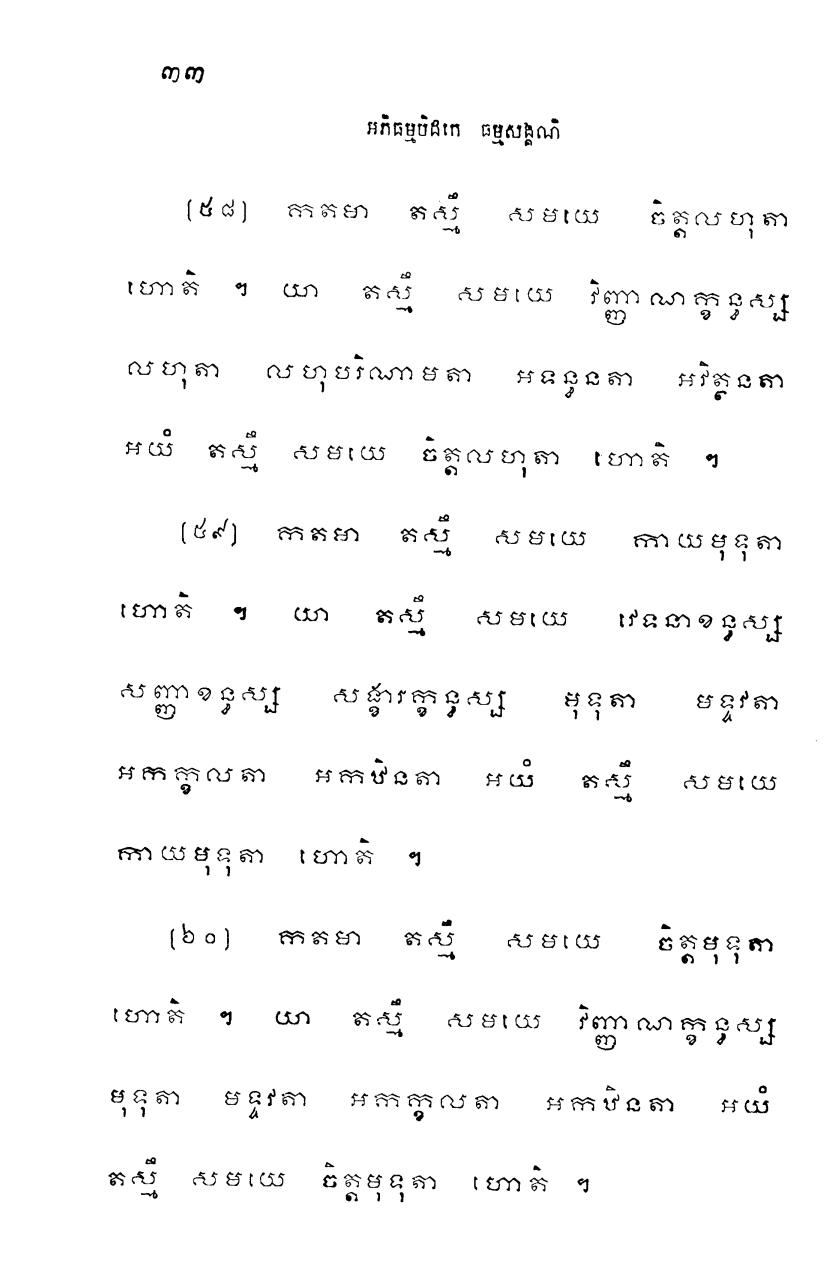 ៣៣
អភិធម្មបិដកេ ធម្មសង្គណិ
(៥៨) កតមា តស្មឹ សមយេ ចិត្តលហុតា
ហោតិ ។ យា តស្មឹ សមយេ វិញ្ញាណក្ខន្ធស្ស
លហុតា លហុបរិណាមតា អទន្ធនតា អវិត្ថនតា
អយំ តស្មឹ សមយេ ចិត្តលហុតា ហោតិ ។
(៥៩) កតមា តស្មឹ សមយេ កាយមុទុតា
ហោតិ ។ យា តស្មឹ សមយេ វេទនាខន្ធស្ស
សញ្ញាខន្ធស្ស សង្ខារក្ខន្ធស្ស មុទុតា មទ្ទវតា
អកក្ខលតា អកឋិនតា អយំ តស្មឹ សមយេ
កាយមុទុតា ហោតិ ។
(៦០) កតមា តស្មឹ សមយេ ចិត្តមុទុតា
ហោតិ ។ យា តស្មឹ សមយេ វិញ្ញាណក្ខន្ធស្ស
មុទុតា មទ្ទវតា អកក្ខលតា អកឋិនតា អយំ
តស្មឹ សមយេ ចិត្តមុទុតា ហោតិ ។